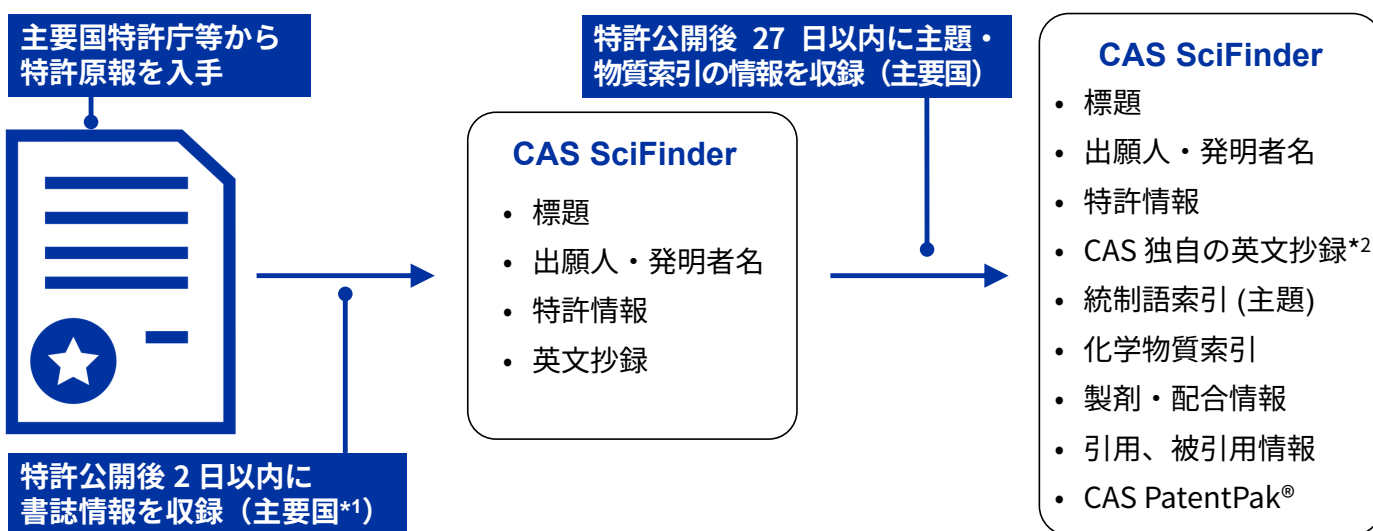 主要国特許庁等から
特許原報を入手
特許公開後 2 日以内に
書誌情報を収録（主要国*1）
CAS SciFinder
• 標題
• 出願人・発明者名
• 特許情報
• 英文抄録
特許公開後 27 日以内に主題・
物質索引の情報を収録（主要国）
CAS SciFinder
• 標題
• 出願人・発明者名
• 特許情報
• CAS 独自の英文抄録*2
• 統制語索引 (主題)
• 化学物質索引
• 製剤・配合情報
• 引用、被引用情報
• CAS PatentPak®